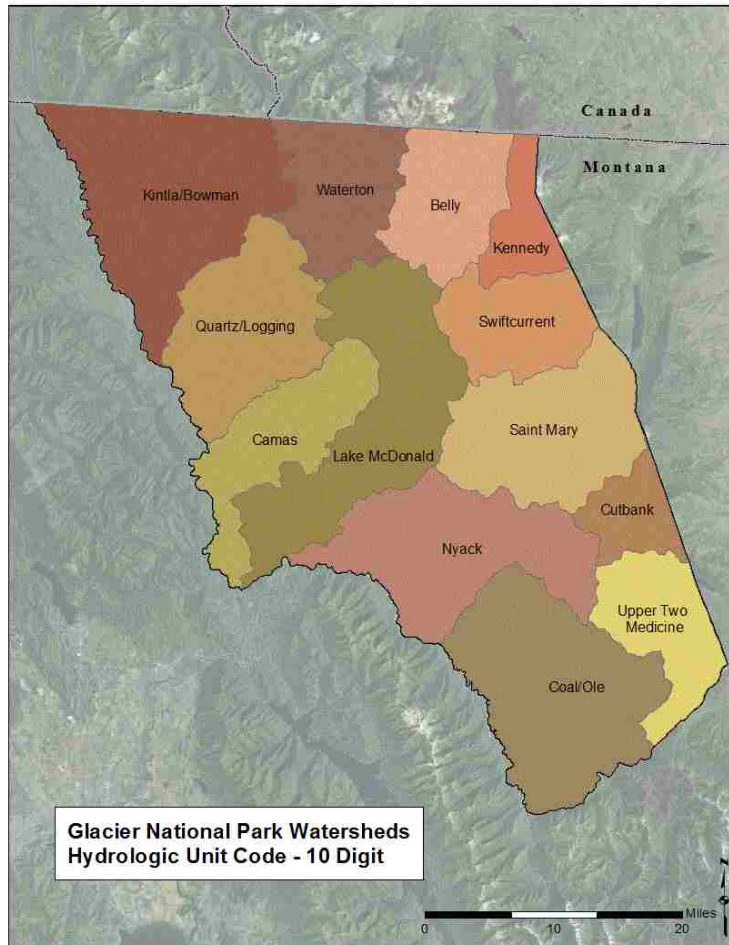 Canada
Montana
Kintla/Bowman
Waterton
Belly
Kennedy
Quartz/Logging
Swiftcurrent
Camas
Lake McDonald
Saint Mary
Cutbank
Nyack
Upper Two
Medicine
Coal/Ole
Glacier National Park Watersheds
Hydrologic Unit Code - 10 Digit
N
Miles
0 10 20